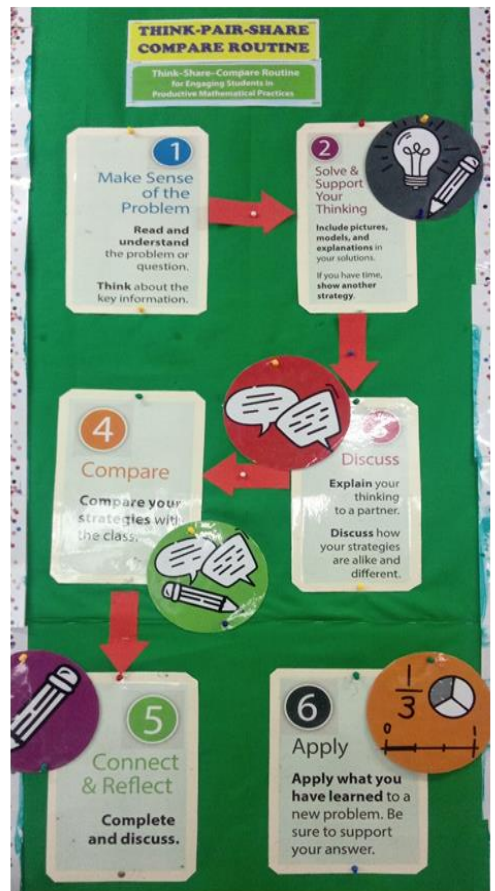 THINK-PAIR-SHARE
COMPARE ROUTINE
Think–Share–Compare Routine
for Engaging Students in
Productive Mathematical Practices
1
Make Sense
of the
Problem
Read and
understand
the problem or
question.
Think about the
key information.
2
Solve &
Support
Your
Thinking
Include pictures,
models, and
explanations in
your solutions.
If you have time,
show another
strategy.
3
Discuss
Explain your
thinking
to a partner.
Discuss how
your strategies
are alike and
different.
4
Compare
Compare your
strategies with
the class.
5
Connect
& Reflect
Complete
and discuss.
6
Apply
Apply what you
have learned to a
new problem. Be
sure to support
your answer.
1
3
0 1